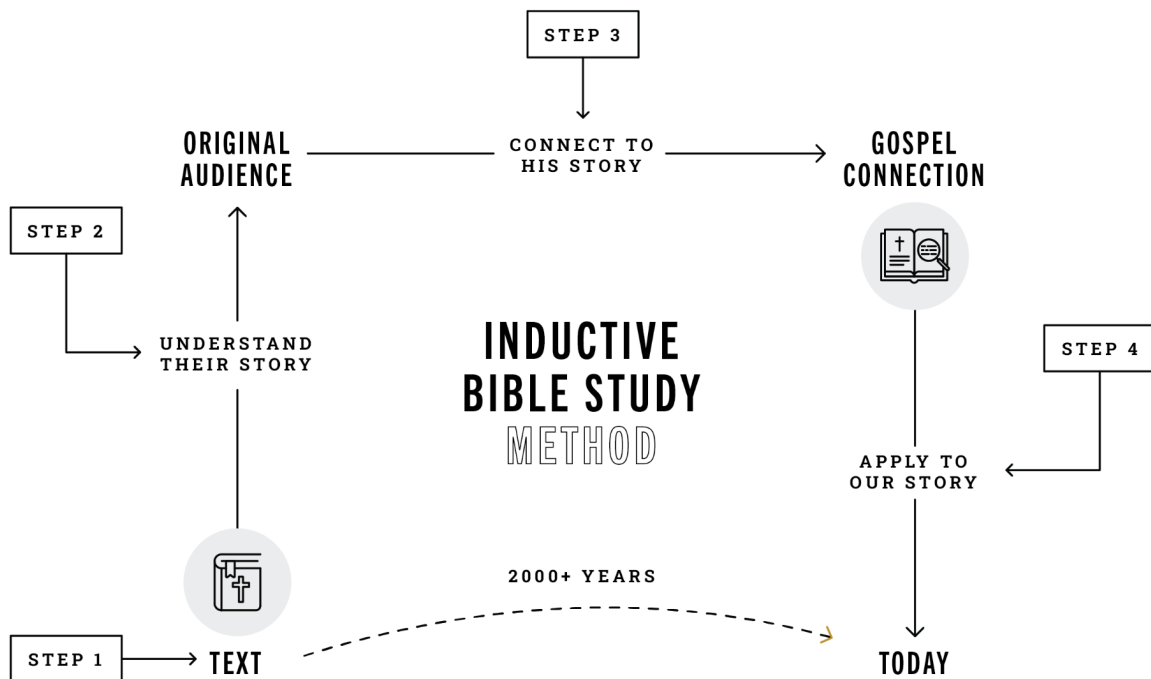 STEP 3
ORIGINAL
AUDIENCE
CONNECT TO
HIS STORY
GOSPEL
CONNECTION
STEP 2
UNDERSTAND
THEIR STORY
INDUCTIVE
BIBLE STUDY
METHOD
STEP 4
APPLY TO
OUR STORY
2000+ YEARS
STEP 1
TEXT
TODAY